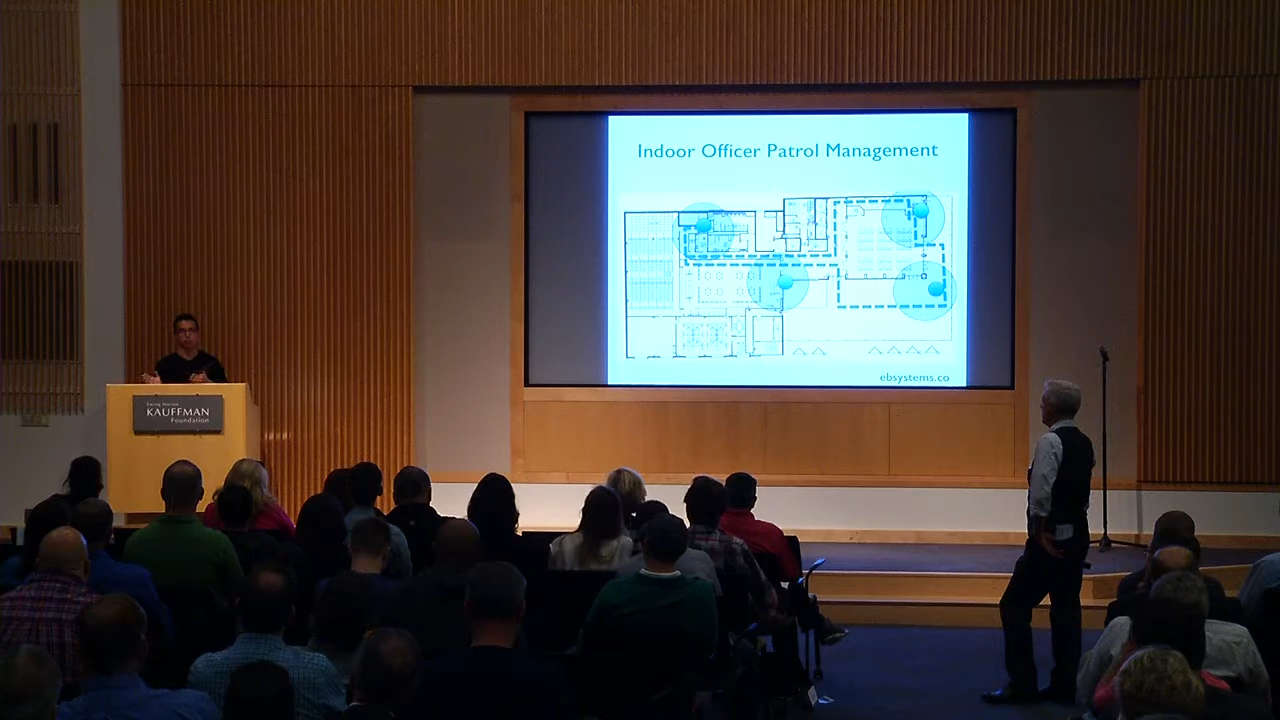 Indoor Officer Patrol Management
ebsystems.co
Ewing Marion
KAUFFMAN
Foundation